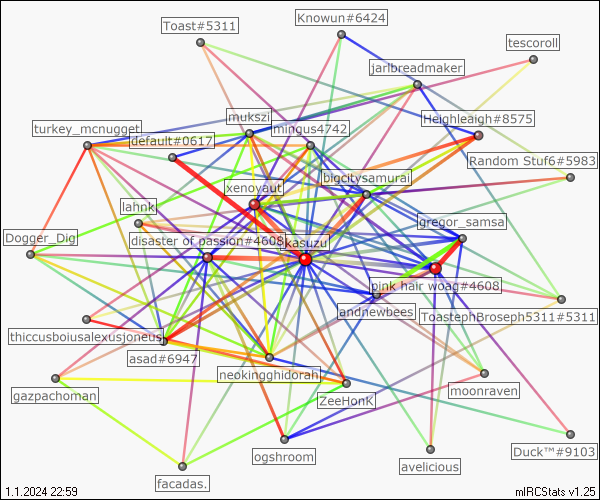 Knowun#6424
Toast#5311
tescoroll
jarlbreadmaker
mukszi
Heighleaigh#8575
turkey_mcnugget
mingus4742
default#0617
Random Stuf6#5983
bigcitysamurai
xenoyaut
lahnk
gregor_samsa
Dogger_Dig
disaster of passion#4608
kasuzu
pink hair woag#4608
andnewbees
ToastephBroseph5311#5311
thiccusboiusalexusjoneus
asad#6947
neokinghidorah
moonraven
gazpachoman
ZeeHonK
Duck™#9103
ogshroom
avelicious
facadas.
1.1.2024 22:59
mIRCStats v1.25